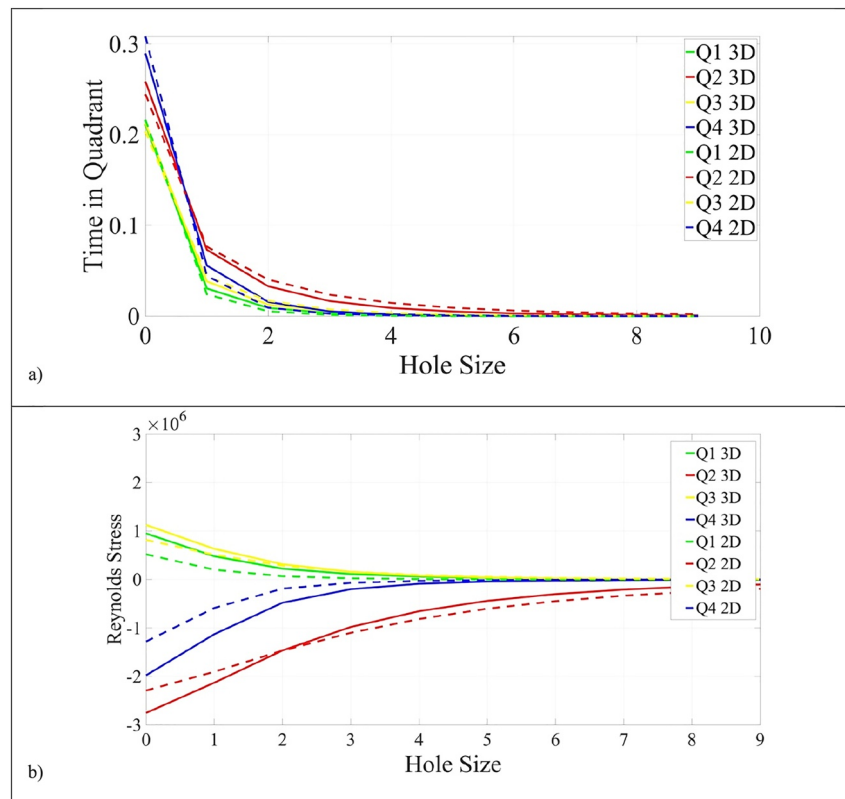 0.3
0.2
0.1
0
Time in Quadrant
0 2 4 6 8 10
Hole Size
Q1 3D
Q2 3D
Q3 3D
Q4 3D
Q1 2D
Q2 2D
Q3 2D
Q4 2D
a)
×10⁶
3
2
1
0
-1
-2
-3
Reynolds Stress
0 1 2 3 4 5 6 7 8 9
Hole Size
Q1 3D
Q2 3D
Q3 3D
Q4 3D
Q1 2D
Q2 2D
Q3 2D
Q4 2D
b)